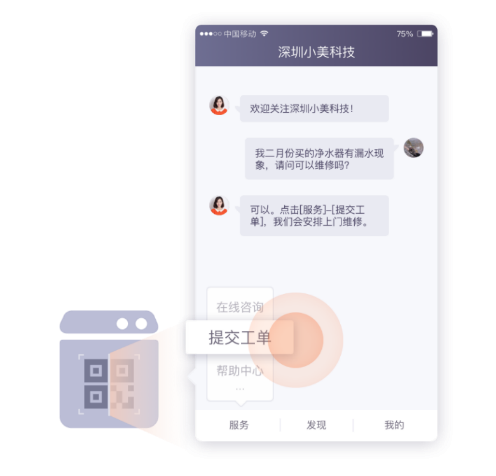 中国移动 75%
深圳小美科技
欢迎关注深圳小美科技！
我二月份买的净水器有漏水现
象，请问可以维修吗？
可以。点击[服务]–[提交工
单]，我们会安排上门维修。
在线咨询
提交工单
帮助中心
...
服务 发现 我的